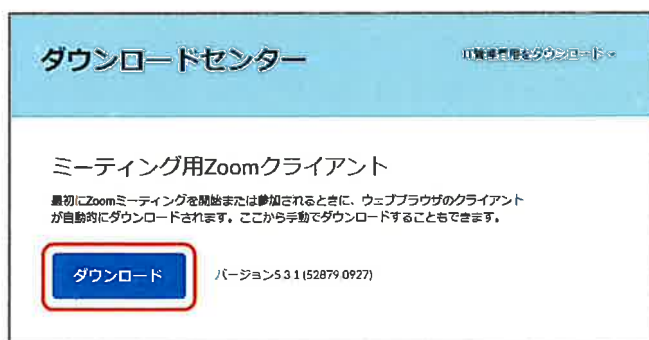 ダウンロードセンター
IT管理者用をダウンロード
ミーティング用Zoomクライアント
最初にZoomミーティングを開始または参加されるときに、ウェブブラウザのクライアント
が自動的にダウンロードされます。ここから手動でダウンロードすることもできます。
ダウンロード
バージョン5.3.1 (52879.0927)